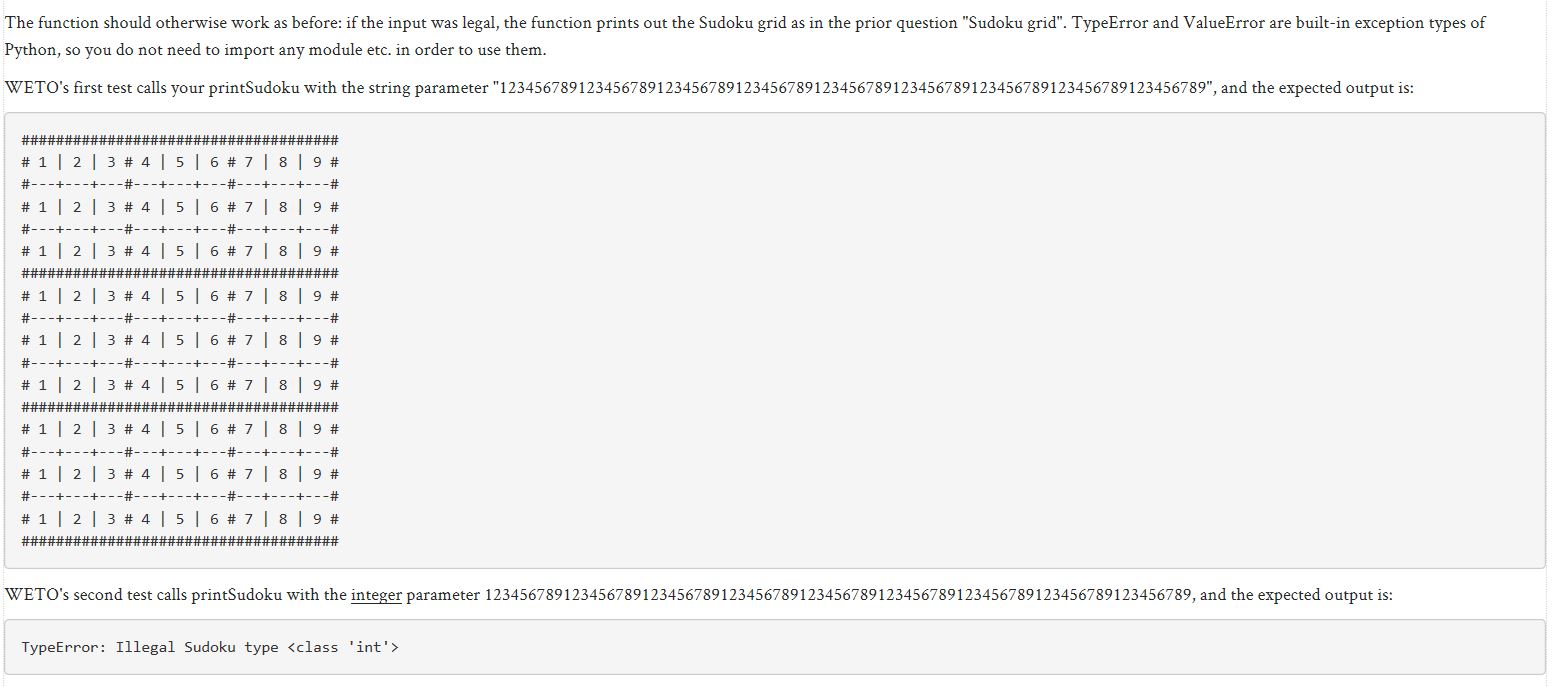 The function should otherwise work as before: if the input was legal, the function prints out the Sudoku grid as in the prior question "Sudoku grid". TypeError and ValueError are built-in exception types of
Python, so you do not need to import any module etc. in order to use them.
WETO's first test calls your printSudoku with the string parameter "123456789123456789123456789123456789123456789123456789123456789123456789123456789", and the expected output is:
#####################################
# 1 | 2 | 3 # 4 | 5 | 6 # 7 | 8 | 9 #
#---+---+---#---+---+---#---+---+---#
# 1 | 2 | 3 # 4 | 5 | 6 # 7 | 8 | 9 #
#---+---+---#---+---+---#---+---+---#
# 1 | 2 | 3 # 4 | 5 | 6 # 7 | 8 | 9 #
#####################################
# 1 | 2 | 3 # 4 | 5 | 6 # 7 | 8 | 9 #
#---+---+---#---+---+---#---+---+---#
# 1 | 2 | 3 # 4 | 5 | 6 # 7 | 8 | 9 #
#---+---+---#---+---+---#---+---+---#
# 1 | 2 | 3 # 4 | 5 | 6 # 7 | 8 | 9 #
#####################################
# 1 | 2 | 3 # 4 | 5 | 6 # 7 | 8 | 9 #
#---+---+---#---+---+---#---+---+---#
# 1 | 2 | 3 # 4 | 5 | 6 # 7 | 8 | 9 #
#---+---+---#---+---+---#---+---+---#
# 1 | 2 | 3 # 4 | 5 | 6 # 7 | 8 | 9 #
#####################################
WETO's second test calls printSudoku with the integer parameter 123456789123456789123456789123456789123456789123456789123456789123456789123456789, and the expected output is:
TypeError: Illegal Sudoku type <class 'int'>